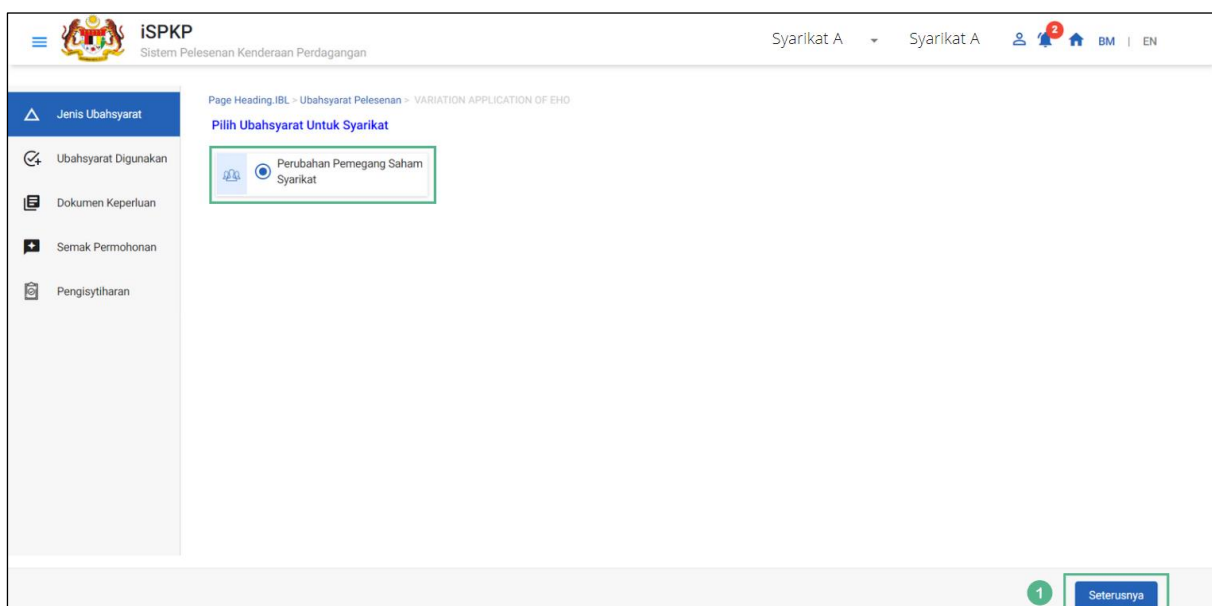 iSPKP
Sistem Pelesenan Kenderaan Perdagangan
Syarikat A
Syarikat A
2
BM | EN
Jenis Ubahsyarat
Ubahsyarat Digunakan
Dokumen Keperluan
Semak Permohonan
Pengisytiharan
Page Heading.IBL > Ubahsyarat Pelesenan > VARIATION APPLICATION OF EHO
Pilih Ubahsyarat Untuk Syarikat
Perubahan Pemegang Saham
Syarikat
1
Seterusnya